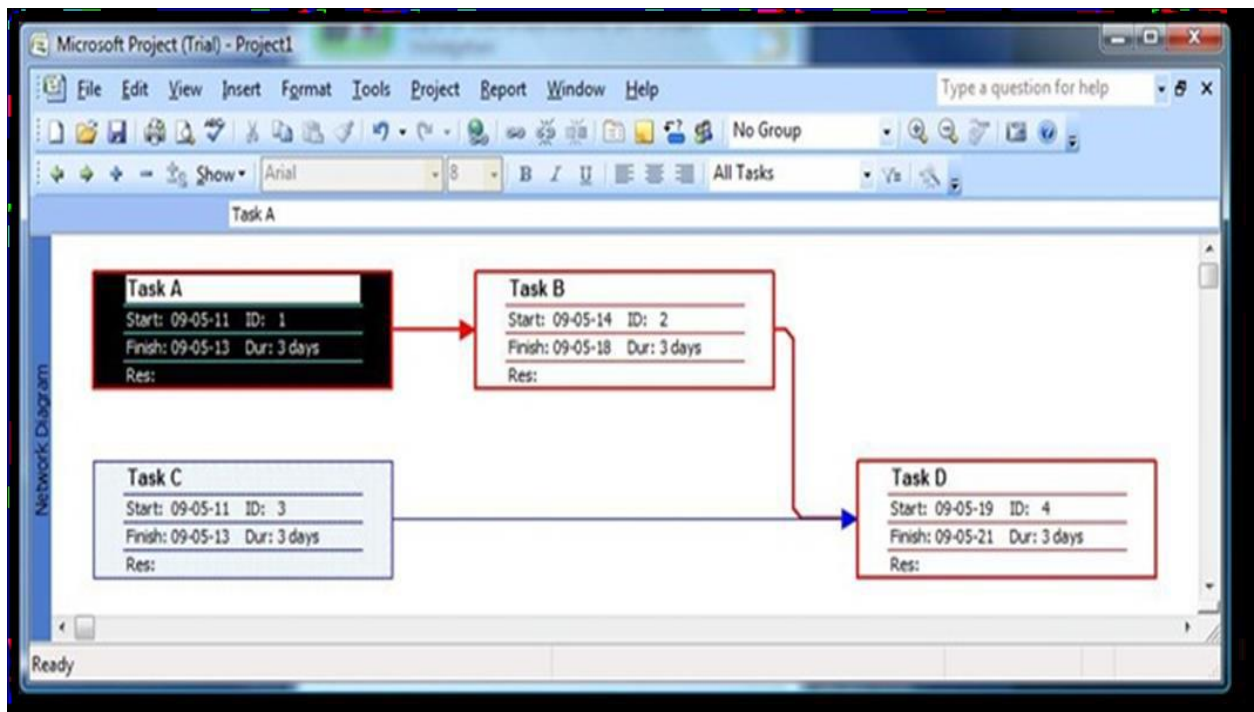 Microsoft Project (Trial) - Project1
File Edit View Insert Format Tools Project Report Window Help
Type a question for help
No Group
Show
Arial
8
B I U
All Tasks
Task A
Network Diagram
Task A
Start: 09-05-11 ID: 1
Finish: 09-05-13 Dur: 3 days
Res:
Task B
Start: 09-05-14 ID: 2
Finish: 09-05-18 Dur: 3 days
Res:
Task C
Start: 09-05-11 ID: 3
Finish: 09-05-13 Dur: 3 days
Res:
Task D
Start: 09-05-19 ID: 4
Finish: 09-05-21 Dur: 3 days
Res:
Ready